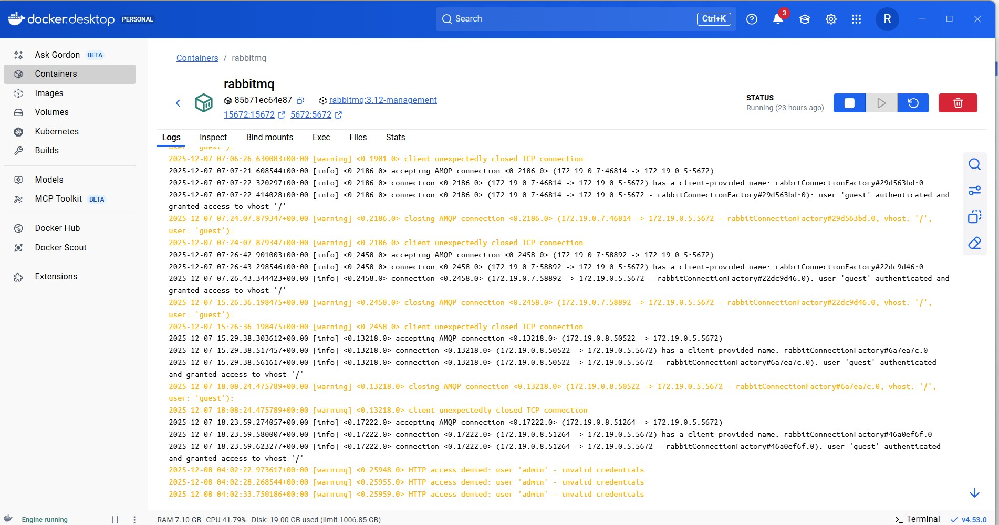 docker.desktop PERSONAL
Search
Ctrl+K
3
R
Ask Gordon BETA
Containers
Images
Volumes
Kubernetes
Builds
Models
MCP Toolkit BETA
Docker Hub
Docker Scout
Extensions
Containers / rabbitmq
rabbitmq
85b71ec64e87 rabbitmq:3.12-management
15672:15672 5672:5672
STATUS
Running (23 hours ago)
Logs Inspect Bind mounts Exec Files Stats
user: 'guest'):
2025-12-07 07:06:26.630083+00:00 [warning] <0.1901.0> client unexpectedly closed TCP connection
2025-12-07 07:07:21.608544+00:00 [info] <0.2186.0> accepting AMQP connection <0.2186.0> (172.19.0.7:46814 -> 172.19.0.5:5672)
2025-12-07 07:07:22.320297+00:00 [info] <0.2186.0> connection <0.2186.0> (172.19.0.7:46814 -> 172.19.0.5:5672) has a client-provided name: rabbitConnectionFactory#29d563bd:0
2025-12-07 07:07:22.414028+00:00 [info] <0.2186.0> connection <0.2186.0> (172.19.0.7:46814 -> 172.19.0.5:5672 - rabbitConnectionFactory#29d563bd:0): user 'guest' authenticated and
granted access to vhost '/'
2025-12-07 07:24:07.879347+00:00 [warning] <0.2186.0> closing AMQP connection <0.2186.0> (172.19.0.7:46814 -> 172.19.0.5:5672 - rabbitConnectionFactory#29d563bd:0, vhost: '/',
user: 'guest'):
2025-12-07 07:24:07.879347+00:00 [warning] <0.2186.0> client unexpectedly closed TCP connection
2025-12-07 07:26:42.901003+00:00 [info] <0.2458.0> accepting AMQP connection <0.2458.0> (172.19.0.7:58892 -> 172.19.0.5:5672)
2025-12-07 07:26:43.298546+00:00 [info] <0.2458.0> connection <0.2458.0> (172.19.0.7:58892 -> 172.19.0.5:5672) has a client-provided name: rabbitConnectionFactory#22dc9d46:0
2025-12-07 07:26:43.344423+00:00 [info] <0.2458.0> connection <0.2458.0> (172.19.0.7:58892 -> 172.19.0.5:5672 - rabbitConnectionFactory#22dc9d46:0): user 'guest' authenticated and
granted access to vhost '/'
2025-12-07 15:26:36.198475+00:00 [warning] <0.2458.0> closing AMQP connection <0.2458.0> (172.19.0.7:58892 -> 172.19.0.5:5672 - rabbitConnectionFactory#22dc9d46:0, vhost: '/',
user: 'guest'):
2025-12-07 15:26:36.198475+00:00 [warning] <0.2458.0> client unexpectedly closed TCP connection
2025-12-07 15:29:38.303612+00:00 [info] <0.13218.0> accepting AMQP connection <0.13218.0> (172.19.0.8:50522 -> 172.19.0.5:5672)
2025-12-07 15:29:38.517457+00:00 [info] <0.13218.0> connection <0.13218.0> (172.19.0.8:50522 -> 172.19.0.5:5672) has a client-provided name: rabbitConnectionFactory#6a7ea7c:0
2025-12-07 15:29:38.561617+00:00 [info] <0.13218.0> connection <0.13218.0> (172.19.0.8:50522 -> 172.19.0.5:5672 - rabbitConnectionFactory#6a7ea7c:0): user 'guest' authenticated
and granted access to vhost '/'
2025-12-07 18:08:24.475789+00:00 [warning] <0.13218.0> closing AMQP connection <0.13218.0> (172.19.0.8:50522 -> 172.19.0.5:5672 - rabbitConnectionFactory#6a7ea7c:0, vhost: '/',
user: 'guest'):
2025-12-07 18:08:24.475789+00:00 [warning] <0.13218.0> client unexpectedly closed TCP connection
2025-12-07 18:23:59.274057+00:00 [info] <0.17222.0> accepting AMQP connection <0.17222.0> (172.19.0.8:51264 -> 172.19.0.5:5672)
2025-12-07 18:23:59.580007+00:00 [info] <0.17222.0> connection <0.17222.0> (172.19.0.8:51264 -> 172.19.0.5:5672) has a client-provided name: rabbitConnectionFactory#46a0ef6f:0
2025-12-07 18:23:59.623277+00:00 [info] <0.17222.0> connection <0.17222.0> (172.19.0.8:51264 -> 172.19.0.5:5672 - rabbitConnectionFactory#46a0ef6f:0): user 'guest' authenticated
and granted access to vhost '/'
2025-12-08 04:02:22.973617+00:00 [warning] <0.25948.0> HTTP access denied: user 'admin' - invalid credentials
2025-12-08 04:02:28.268544+00:00 [warning] <0.25955.0> HTTP access denied: user 'admin' - invalid credentials
2025-12-08 04:02:33.750186+00:00 [warning] <0.25959.0> HTTP access denied: user 'admin' - invalid credentials
Engine running
RAM 7.10 GB CPU 41.79% Disk: 19.00 GB used (limit 1006.85 GB)
Terminal
v4.53.0